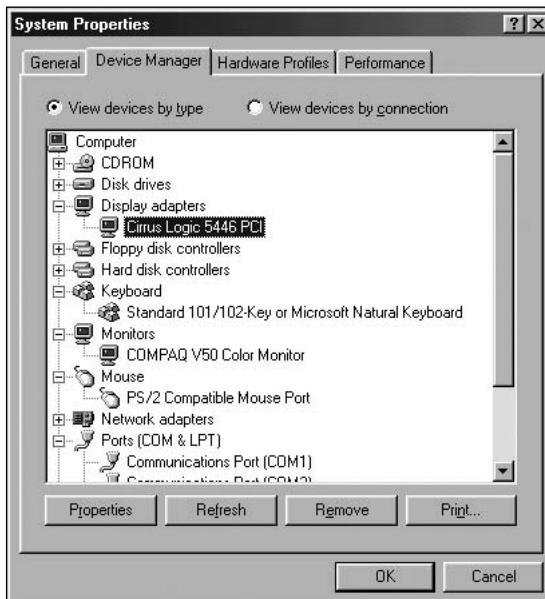 System Properties
General Device Manager Hardware Profiles Performance
View devices by type View devices by connection
Computer
CDROM
Disk drives
Display adapters
Cirrus Logic 5446 PCI
Floppy disk controllers
Hard disk controllers
Keyboard
Standard 101/102-Key or Microsoft Natural Keyboard
Monitors
COMPAQ V50 Color Monitor
Mouse
PS/2 Compatible Mouse Port
Network adapters
Ports (COM & LPT)
Communications Port (COM1)
Communications Port
Properties Refresh Remove Print...
OK Cancel